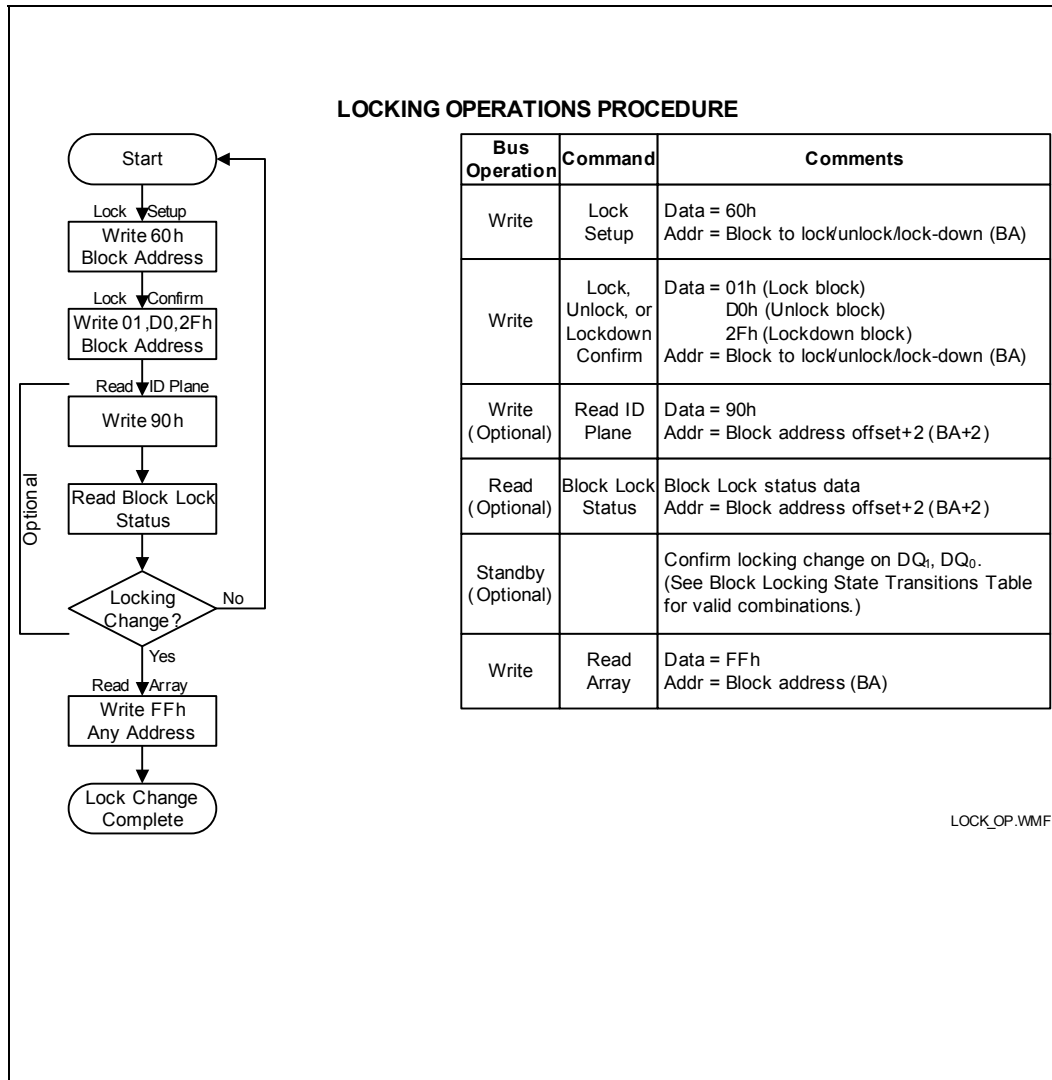 LOCKING OPERATIONS PROCEDURE
Start
Lock Setup
Write 60h
Block Address
Lock Confirm
Write 01,D0,2Fh
Block Address
Read ID Plane
Write 90h
Optional
Read Block Lock
Status
Locking
Change?
No
Yes
Read Array
Write FFh
Any Address
Lock Change
Complete
Bus
Operation
Command
Comments
Write
Lock
Setup
Data = 60h
Addr = Block to lock/unlock/lock-down (BA)
Write
Lock,
Unlock, or
Lockdown
Confirm
Data = 01h (Lock block)
D0h (Unlock block)
2Fh (Lockdown block)
Addr = Block to lock/unlock/lock-down (BA)
Write
(Optional)
Read ID
Plane
Data = 90h
Addr = Block address offset+2 (BA+2)
Read
(Optional)
Block Lock
Status
Block Lock status data
Addr = Block address offset+2 (BA+2)
Standby
(Optional)
Confirm locking change on DQ₁, DQ₀.
(See Block Locking State Transitions Table
for valid combinations.)
Write
Read
Array
Data = FFh
Addr = Block address (BA)
LOCK_OP.WMF